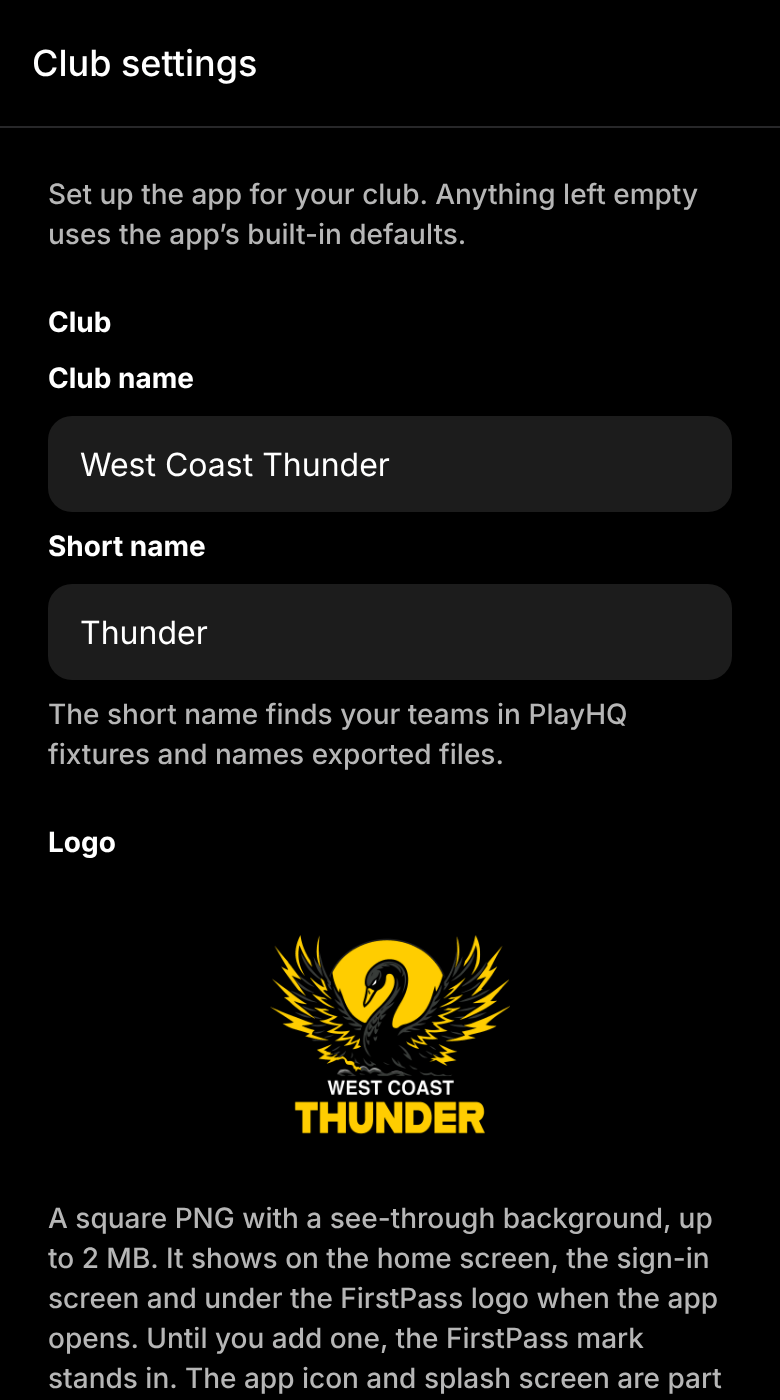 Club settings
Set up the app for your club. Anything left empty
uses the app’s built-in defaults.
Club
Club name
West Coast Thunder
Short name
Thunder
The short name finds your teams in PlayHQ
fixtures and names exported files.
Logo
WEST COAST
THUNDER
A square PNG with a see-through background, up
to 2 MB. It shows on the home screen, the sign-in
screen and under the FirstPass logo when the app
opens. Until you add one, the FirstPass mark
stands in. The app icon and splash screen are part